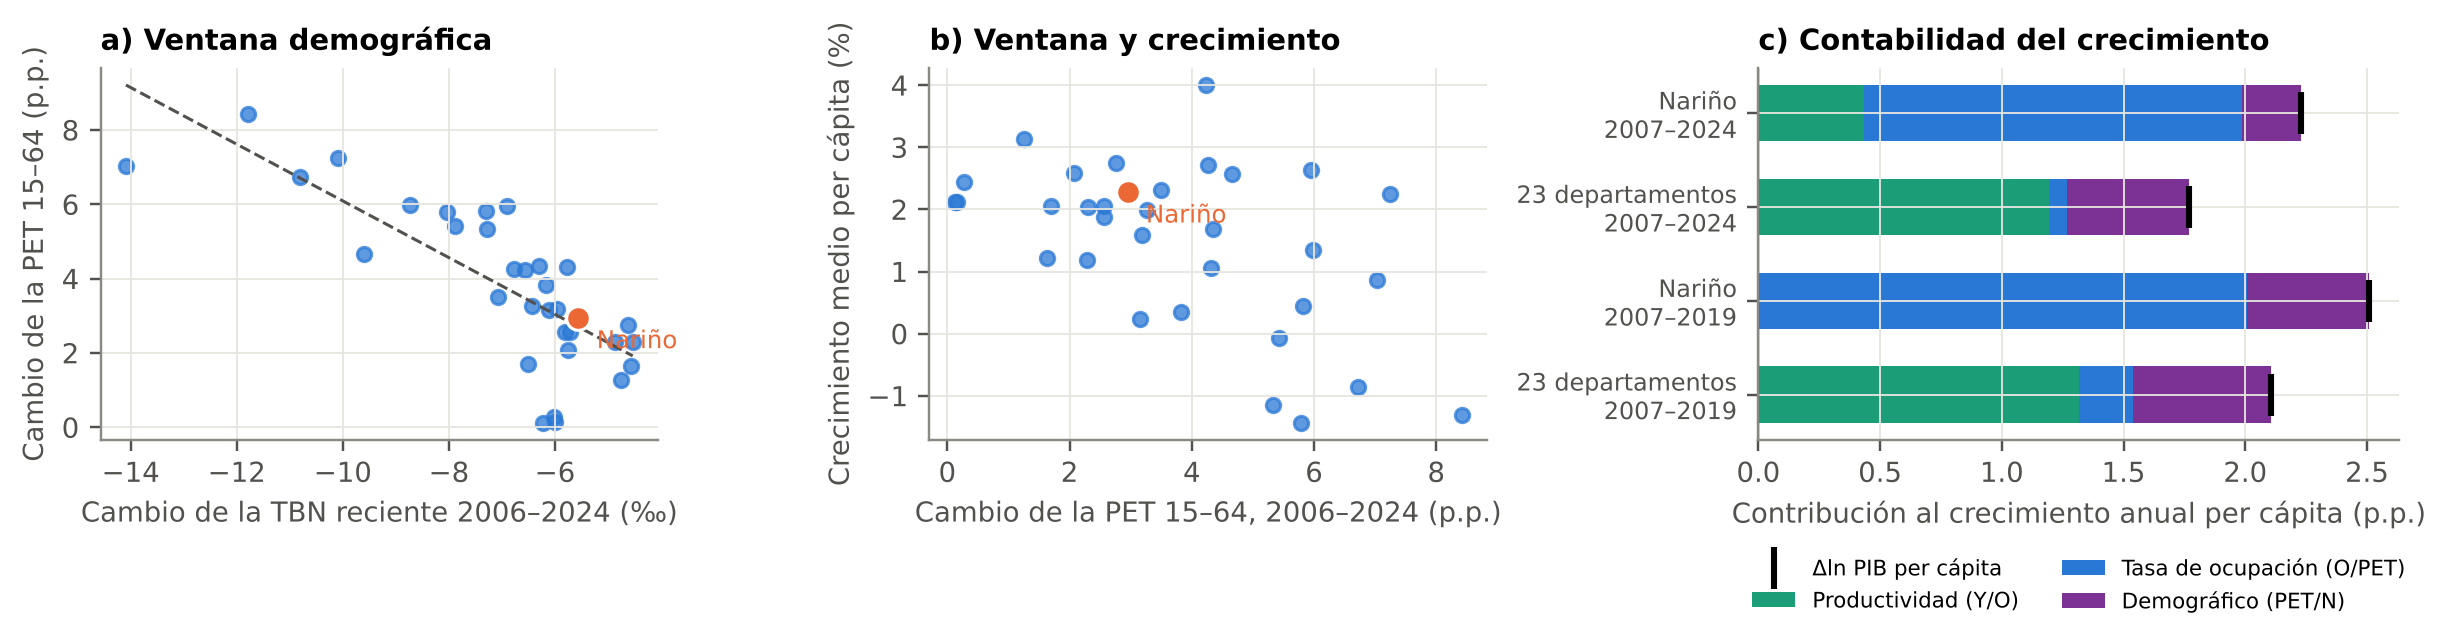 a) Ventana demográfica
Cambio de la PET 15–64 (p.p.)
8
6
4
2
0
Nariño
−14
−12
−10
−8
−6
Cambio de la TBN reciente 2006–2024 (‰)
b) Ventana y crecimiento
Crecimiento medio per cápita (%)
4
3
2
1
0
−1
Nariño
0
2
4
6
8
Cambio de la PET 15–64, 2006–2024 (p.p.)
c) Contabilidad del crecimiento
Nariño
2007–2024
23 departamentos
2007–2024
Nariño
2007–2019
23 departamentos
2007–2019
0.0
0.5
1.0
1.5
2.0
2.5
Contribución al crecimiento anual per cápita (p.p.)
Δln PIB per cápita
Productividad (Y/O)
Tasa de ocupación (O/PET)
Demográfico (PET/N)